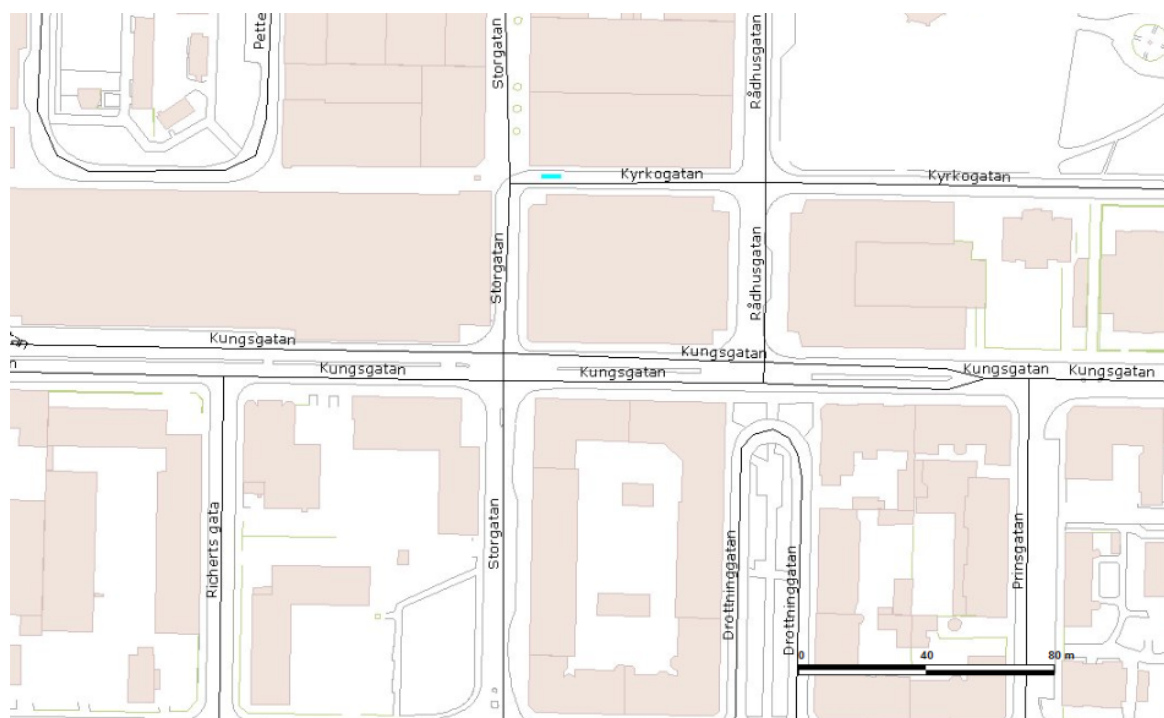 Storgatan
Rådhusgatan
Kyrkogatan
Kyrkogatan
Storgatan
Rådhusgatan
Kungsgatan
Kungsgatan
Kungsgatan
Kungsgatan
Kungsgatan
Kungsgatan
Richerts gata
Storgatan
Drottninggatan
Drottninggatan
Prinsgatan
0 40 80 m